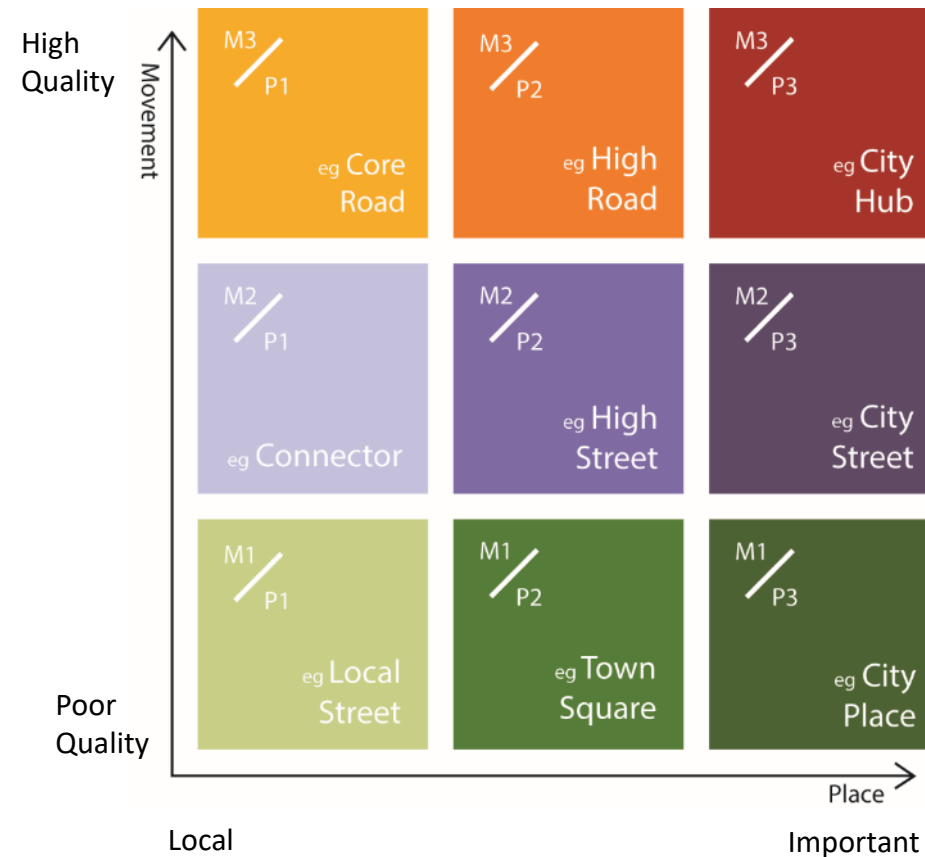 High
Quality
Movement
M3
P1
eg Core
Road
M3
P2
eg High
Road
M3
P3
eg City
Hub
M2
P1
eg Connector
M2
P2
eg High
Street
M2
P3
eg City
Street
M1
P1
eg Local
Street
M1
P2
eg Town
Square
M1
P3
eg City
Place
Poor
Quality
Place
Local
Important